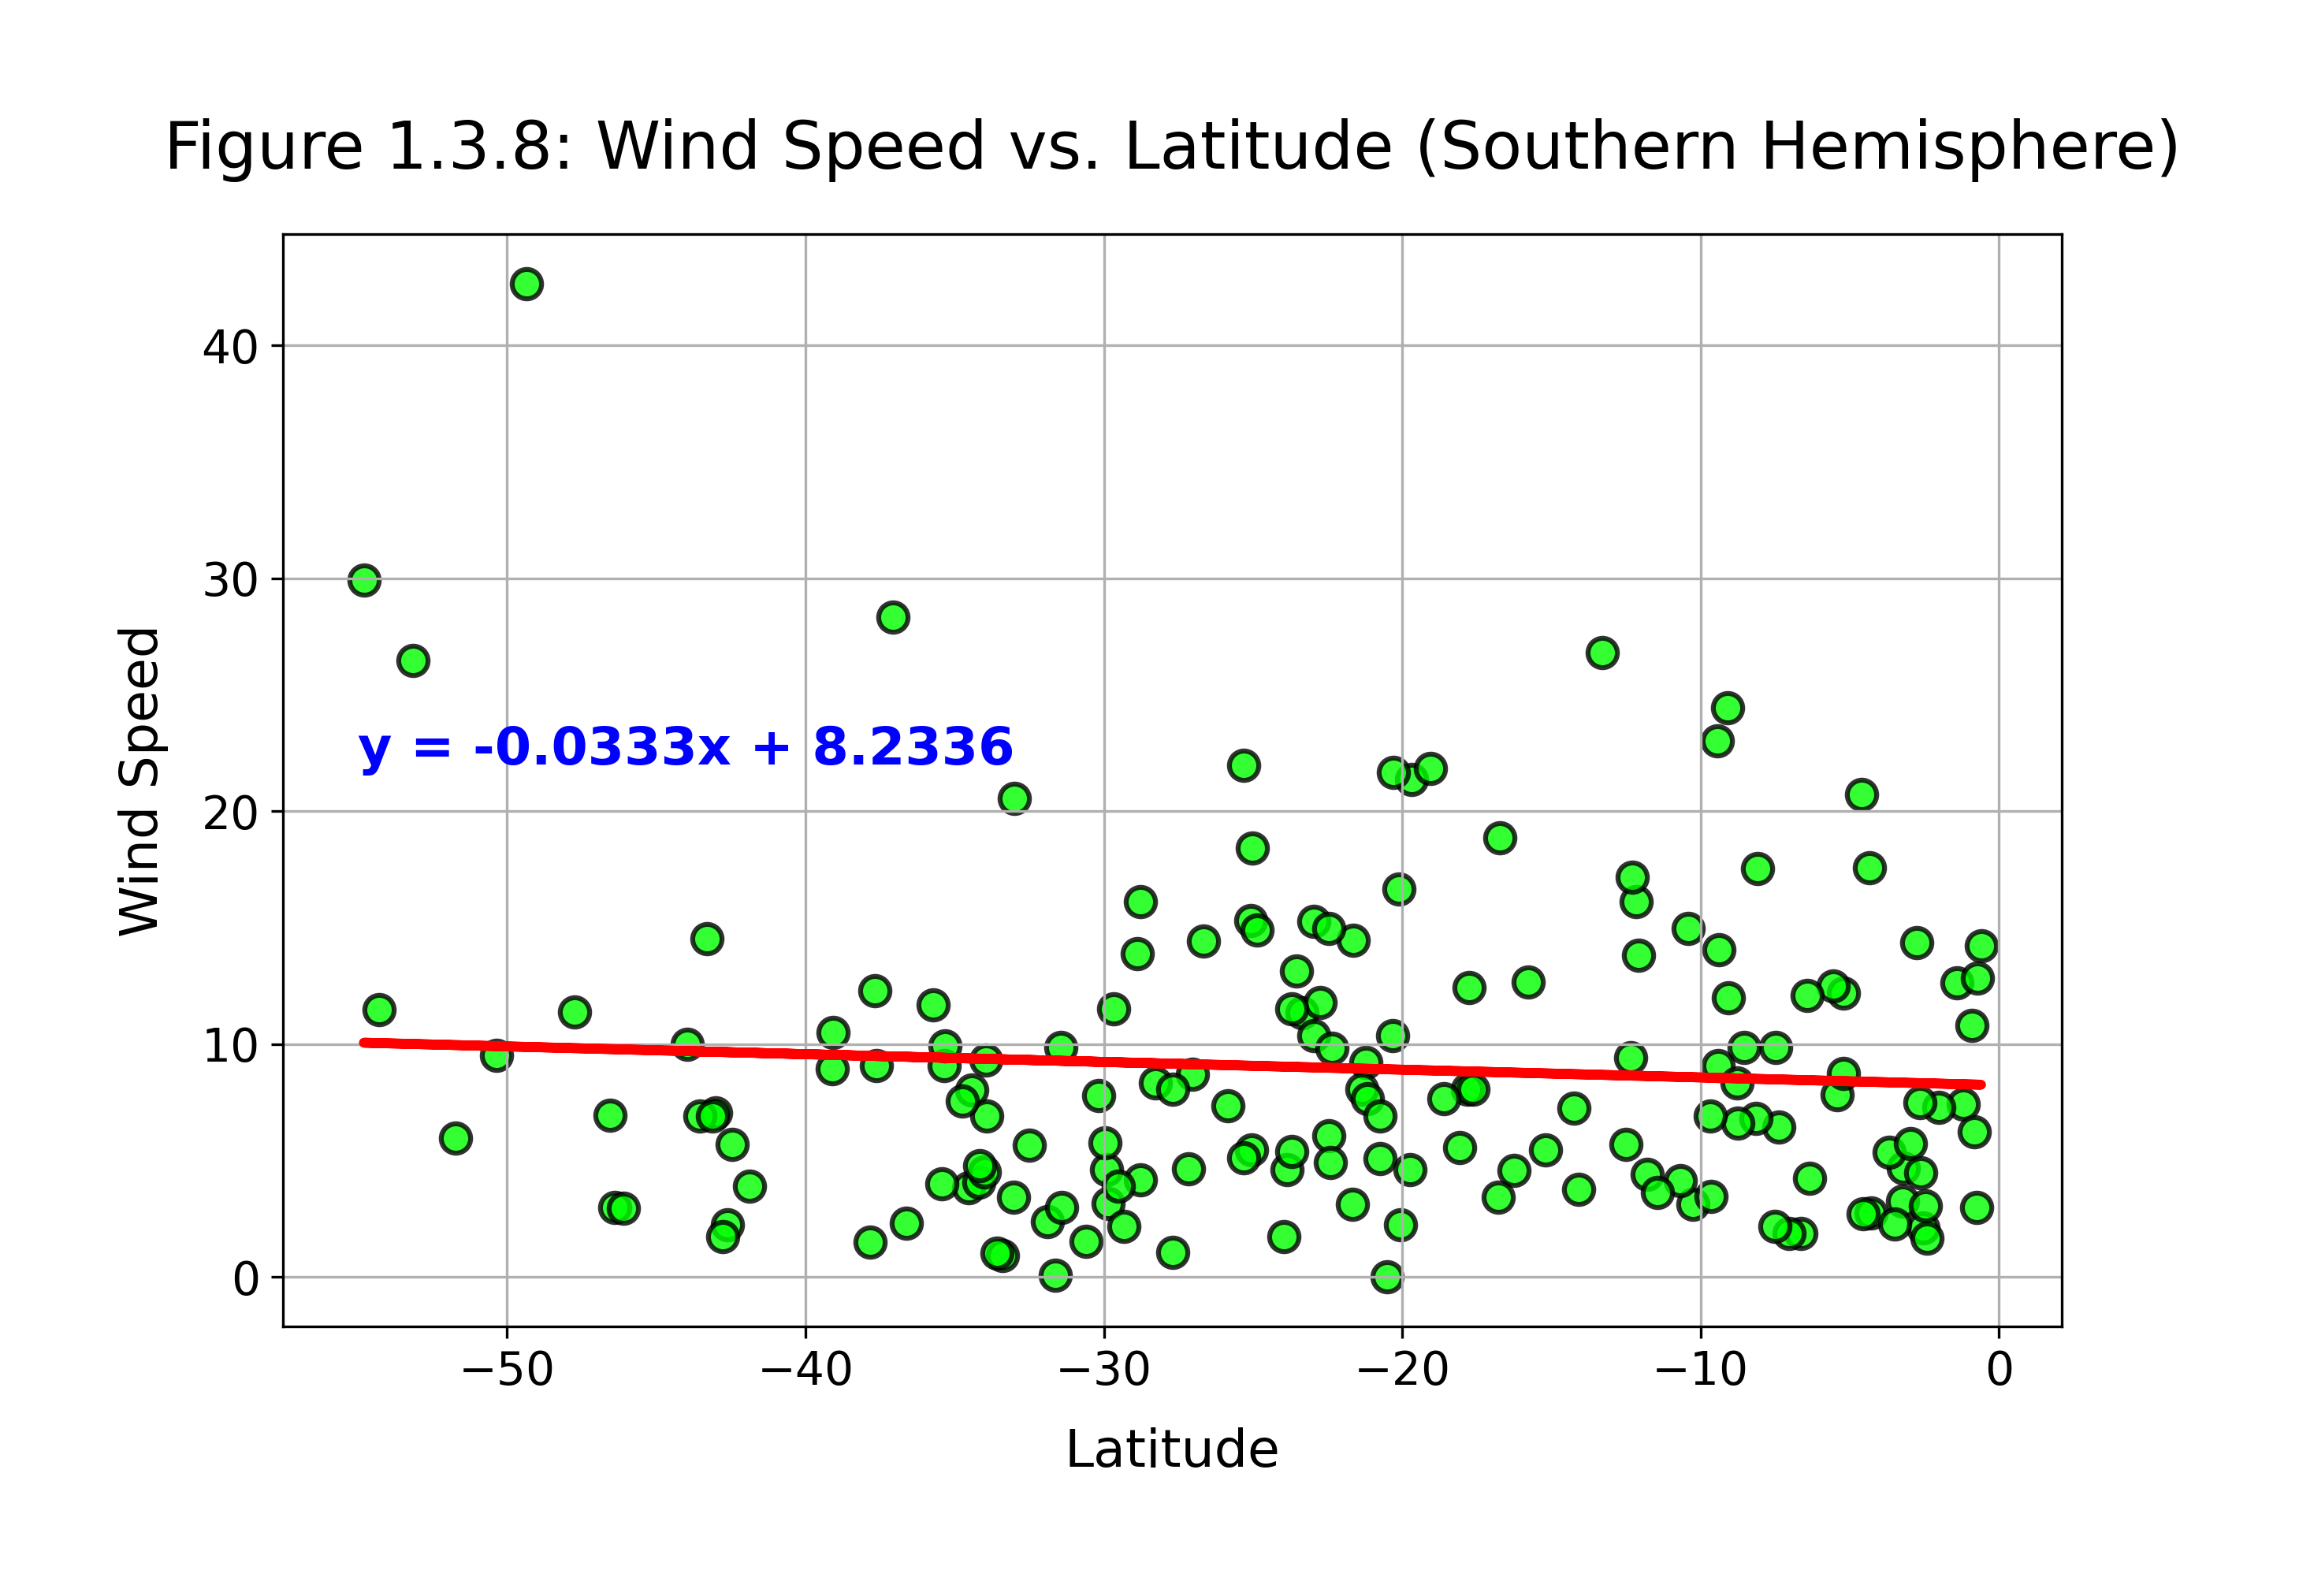 Figure 1.3.8: Wind Speed vs. Latitude (Southern Hemisphere)
40
30
20
10
0
Wind Speed
y = -0.0333x + 8.2336
−50 −40 −30 −20 −10 0
Latitude